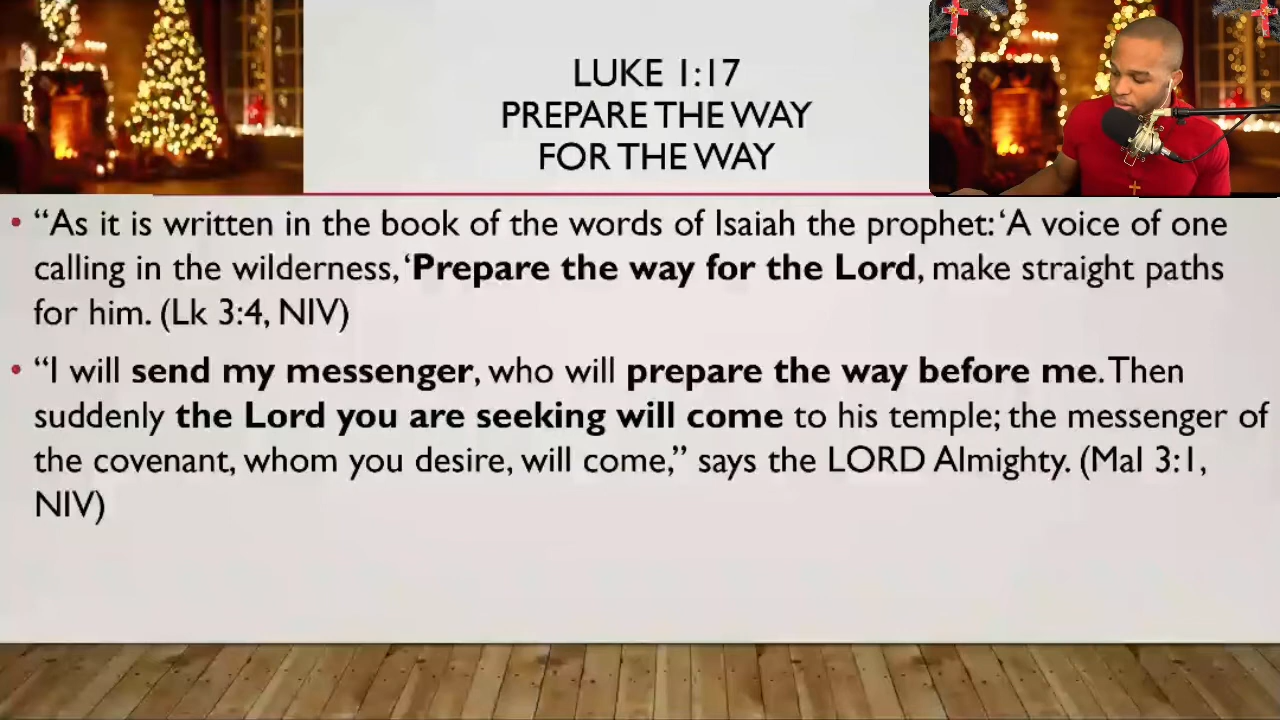 LUKE 1:17
PREPARE THE WAY
FOR THE WAY
• “As it is written in the book of the words of Isaiah the prophet: ‘A voice of one
calling in the wilderness, ‘Prepare the way for the Lord, make straight paths
for him. (Lk 3:4, NIV)
• “I will send my messenger, who will prepare the way before me. Then
suddenly the Lord you are seeking will come to his temple; the messenger of
the covenant, whom you desire, will come,” says the LORD Almighty. (Mal 3:1,
NIV)